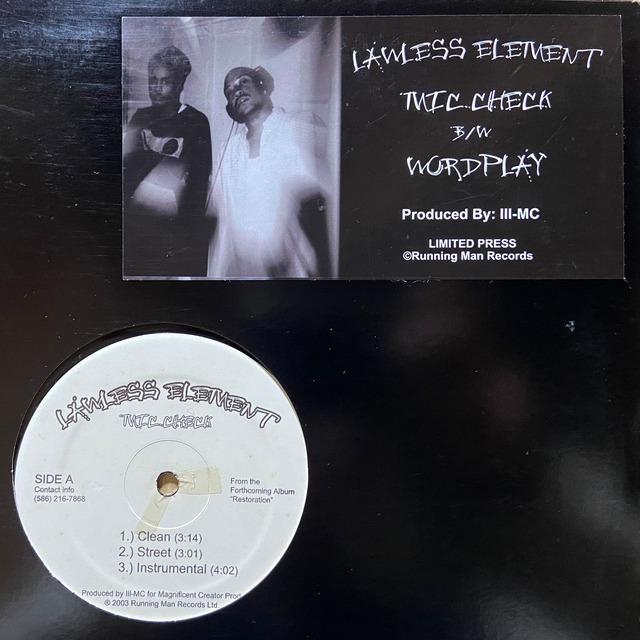 LAWLESS ELEMENT
MIC CHECK
B/W
WORDPLAY
Produced By: Ill-MC
LIMITED PRESS
©Running Man Records
LAWLESS ELEMENT
MIC CHECK
SIDE A
Contact info
(586) 216-7868
From the
Forthcoming Album
"Restoration"
1.) Clean (3:14)
2.) Street (3:01)
3.) Instrumental (4:02)
Produced by Ill-MC for Magnificent Creator Prod
℗ 2003 Running Man Records Ltd.